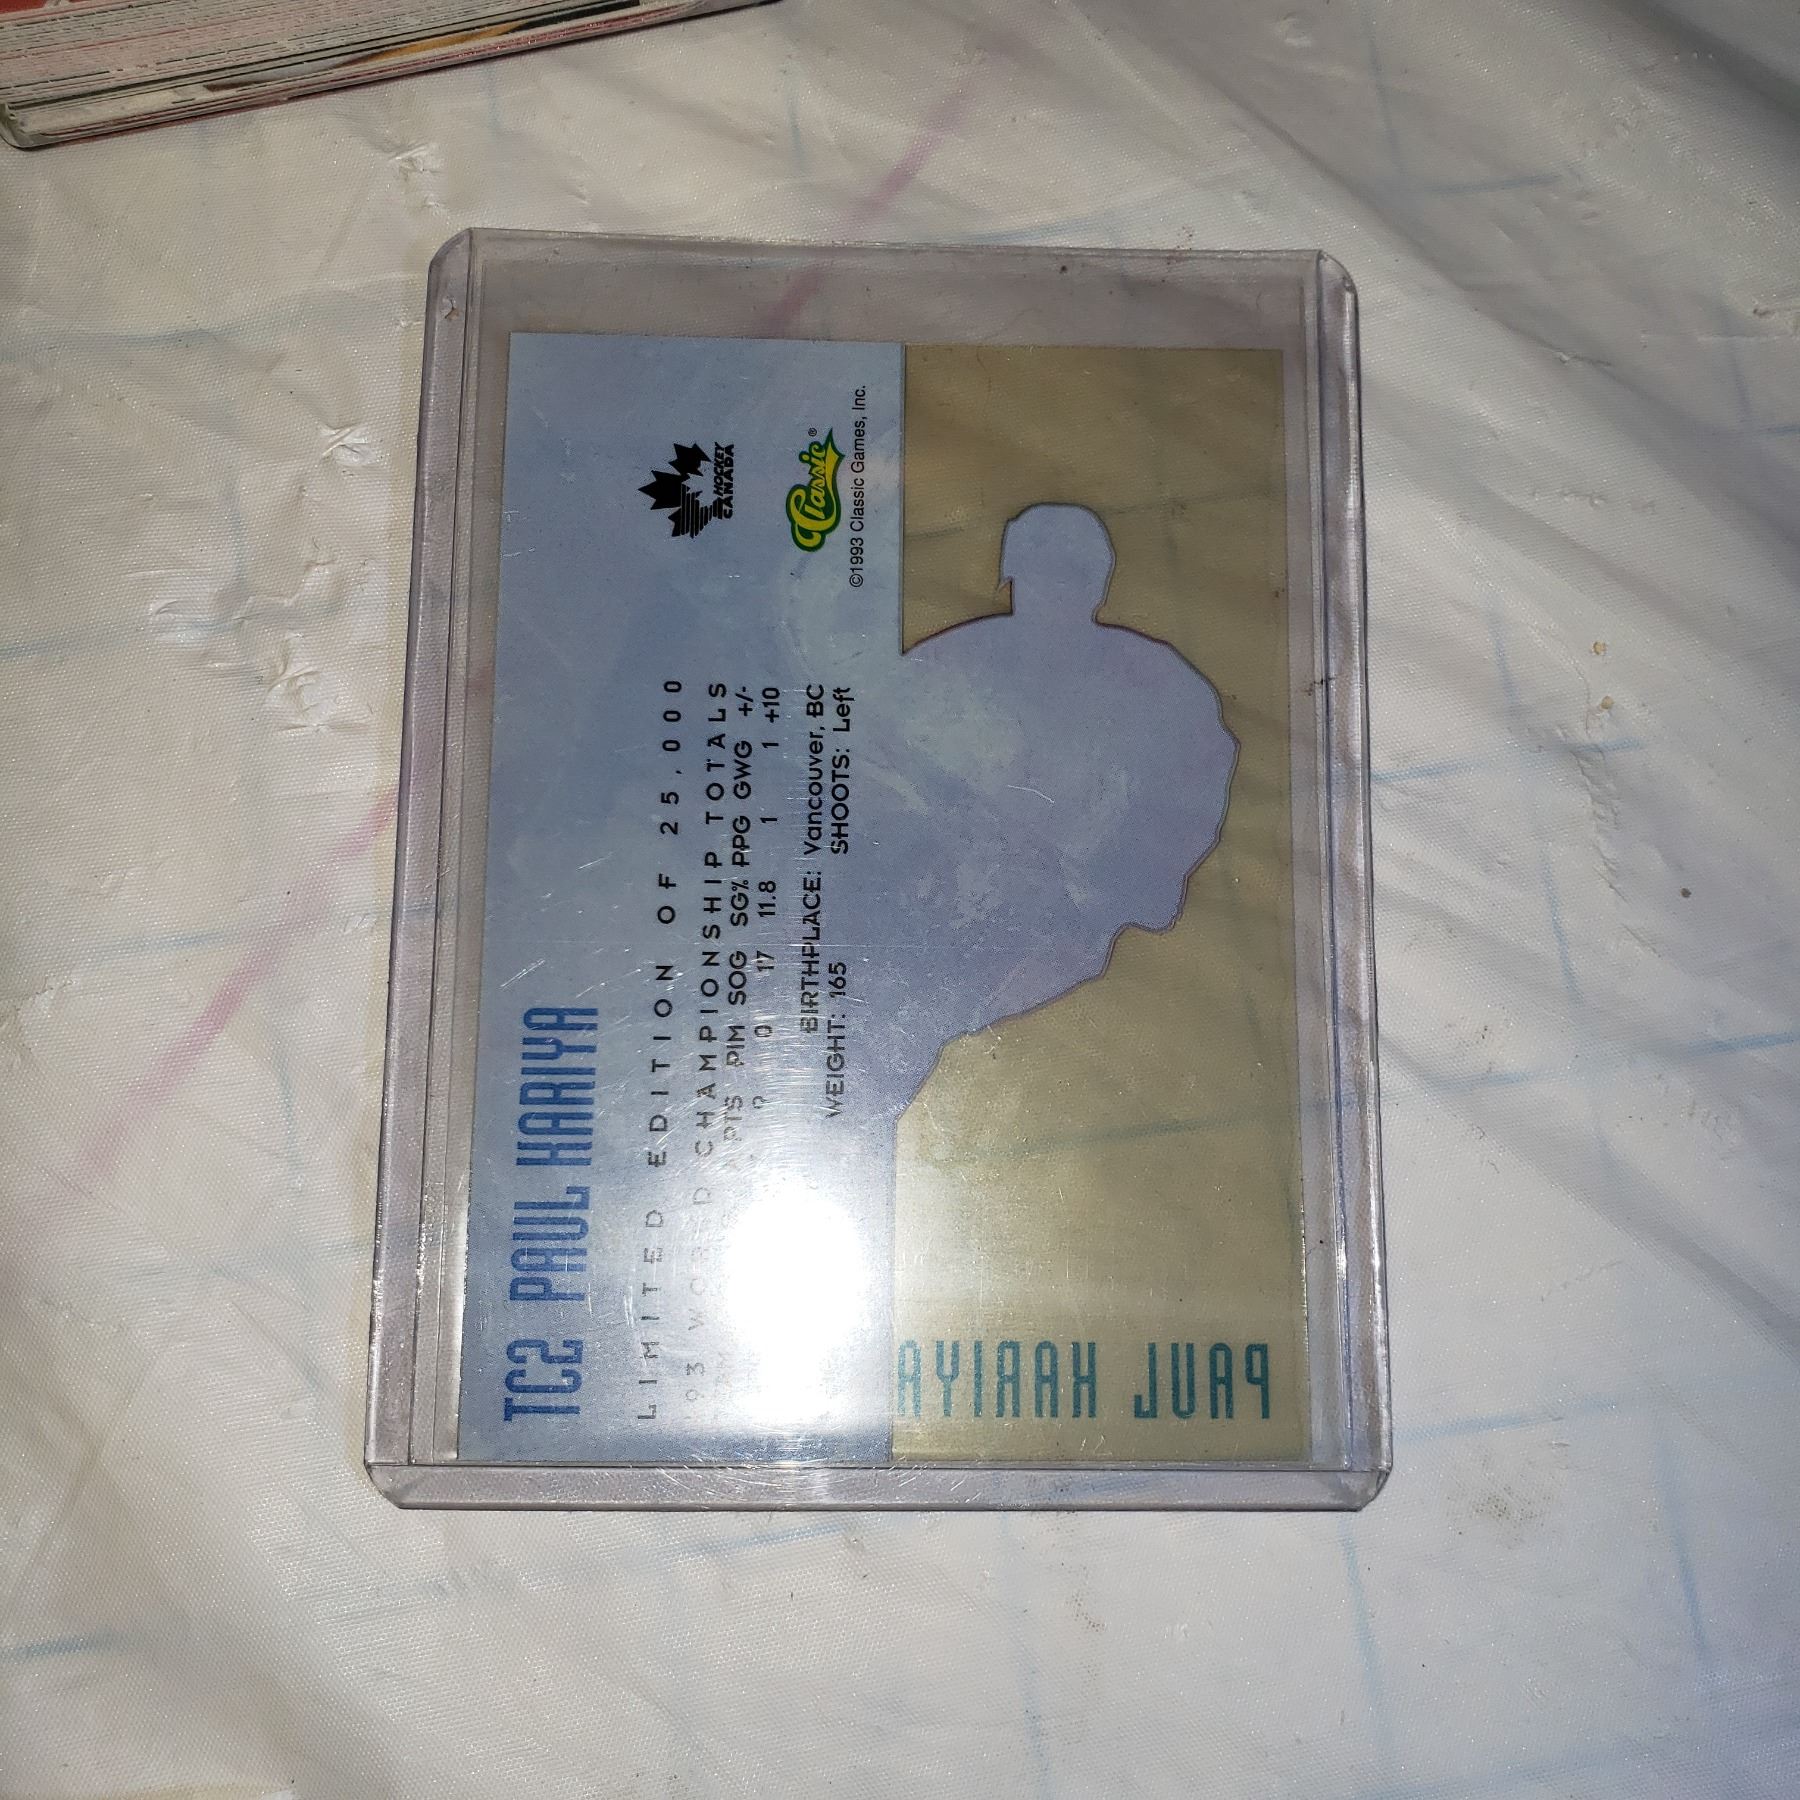 TC2 PAUL KARIYA
LIMITED EDITION OF 25,000
'93 WORLD CHAMPIONSHIP TOTALS
PTS PIM SOG SG% PPG GWG +/-
0 17 11.8 1 1 +10
BIRTHPLACE: Vancouver, BC
WEIGHT: 165 SHOOTS: Left
HOCKEY
CANADA
Classic®
©1993 Classic Games, Inc.
PAUL KARIYA